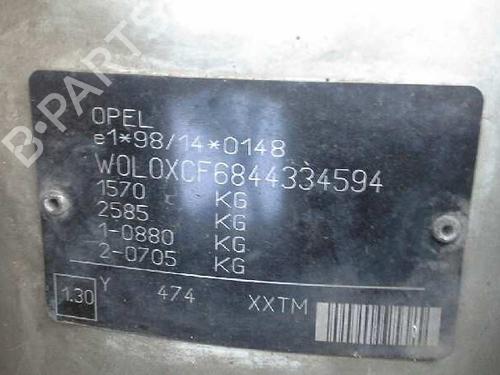 B-PARTS
OPEL
e1*98/14*0148
W0L0XCF6844334594
1570 KG
2585 KG
1-0880 KG
2-0705 KG
1.30 Y 474 XXTM